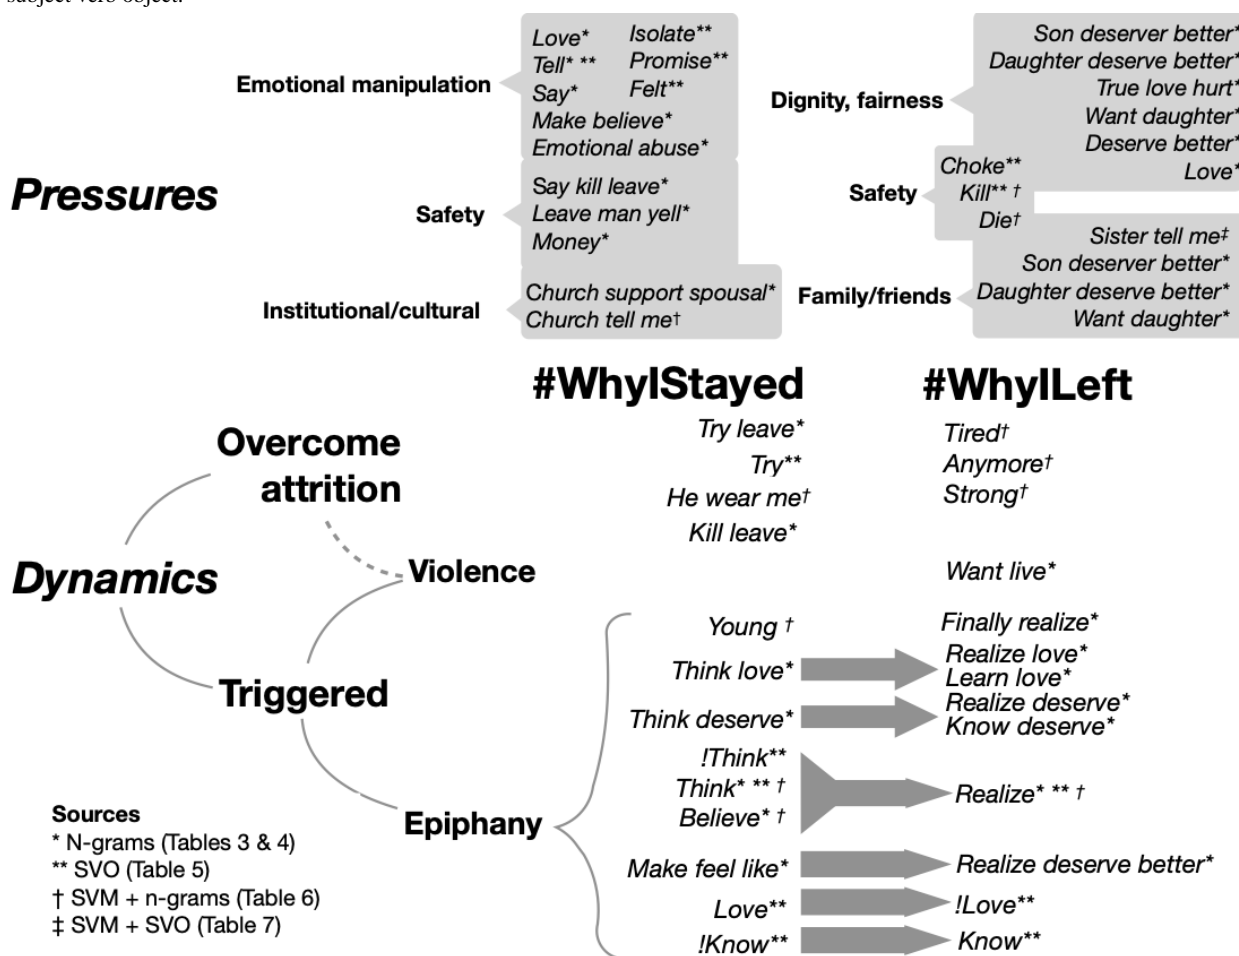 subject verb object.
Emotional manipulation
Love*
Tell* **
Say*
Make believe*
Emotional abuse*
Isolate**
Promise**
Felt**
Dignity, fairness
Son deserver better*
Daughter deserve better*
True love hurt*
Want daughter*
Deserve better*
Love*
Pressures
Safety
Say kill leave*
Leave man yell*
Money*
Safety
Choke**
Kill** †
Die†
Institutional/cultural
Church support spousal*
Church tell me†
Family/friends
Sister tell me‡
Son deserver better*
Daughter deserve better*
Want daughter*
#WhyIStayed
#WhyILeft
Overcome
attrition
Try leave*
Try**
He wear me†
Kill leave*
Tired†
Anymore†
Strong†
Dynamics
Violence
Want live*
Triggered
Epiphany
Young †
Finally realize*
Think love*
Realize love*
Learn love*
Think deserve*
Realize deserve*
Know deserve*
!Think**
Think* ** †
Believe* †
Realize* ** †
Make feel like*
Realize deserve better*
Love**
!Love**
!Know**
Know**
Sources
* N-grams (Tables 3 & 4)
** SVO (Table 5)
† SVM + n-grams (Table 6)
‡ SVM + SVO (Table 7)